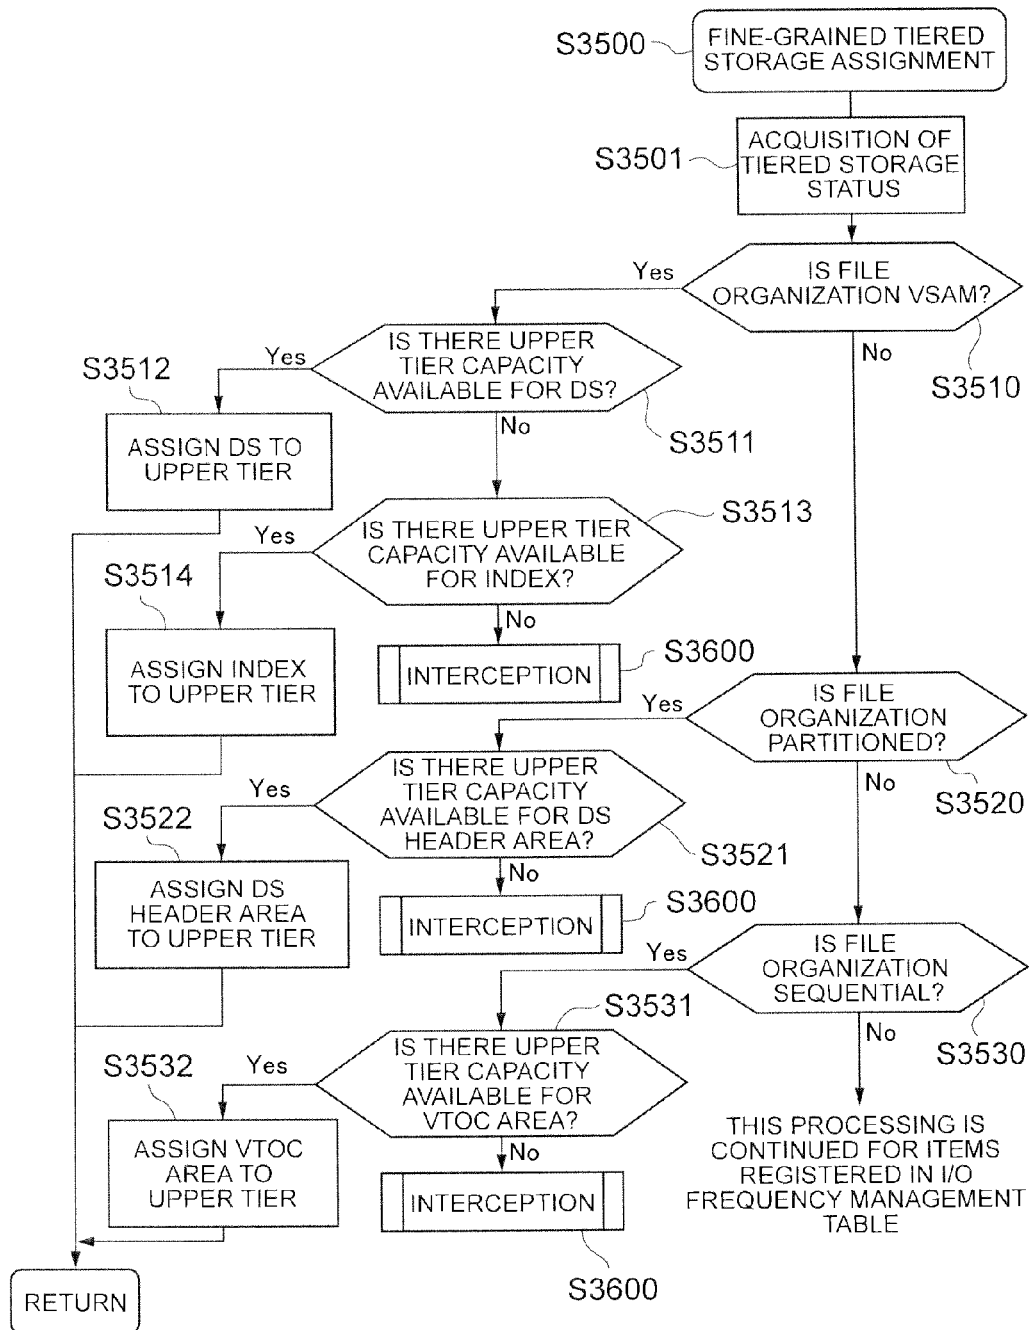 S3500
FINE-GRAINED TIERED
STORAGE ASSIGNMENT
S3501
ACQUISITION OF
TIERED STORAGE
STATUS
Yes
IS FILE
ORGANIZATION VSAM?
No
S3510
IS THERE UPPER
TIER CAPACITY
AVAILABLE FOR DS?
Yes
S3511
No
S3512
ASSIGN DS TO
UPPER TIER
S3513
IS THERE UPPER TIER
CAPACITY AVAILABLE
FOR INDEX?
Yes
No
S3514
ASSIGN INDEX
TO UPPER TIER
S3600
INTERCEPTION
Yes
IS FILE
ORGANIZATION
PARTITIONED?
No
S3520
IS THERE UPPER
TIER CAPACITY
AVAILABLE FOR DS
HEADER AREA?
Yes
S3521
No
S3522
ASSIGN DS
HEADER AREA
TO UPPER TIER
S3600
INTERCEPTION
Yes
IS FILE
ORGANIZATION
SEQUENTIAL?
No
S3530
S3531
IS THERE UPPER
TIER CAPACITY
AVAILABLE FOR
VTOC AREA?
Yes
No
S3532
ASSIGN VTOC
AREA TO
UPPER TIER
INTERCEPTION
S3600
THIS PROCESSING IS
CONTINUED FOR ITEMS
REGISTERED IN I/O
FREQUENCY MANAGEMENT
TABLE
RETURN